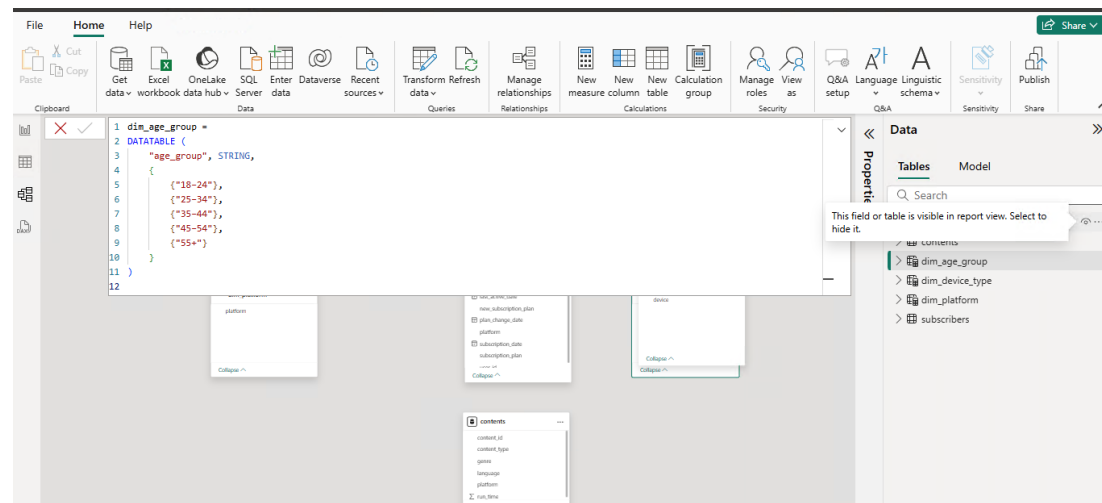 File Home Help Share
Cut
Copy
Paste
Get data
Excel workbook
OneLake data hub
SQL Server
Enter data
Dataverse
Recent sources
Transform data
Refresh
Manage relationships
New measure
New column
New table
Calculation group
Manage roles
View as
Q&A setup
Language
Linguistic schema
Sensitivity
Publish
Clipboard Data Queries Relationships Calculations Security Q&A Sensitivity Share
1 dim_age_group =
2 DATATABLE (
3 "age_group", STRING,
4 {
5 {"18-24"},
6 {"25-34"},
7 {"35-44"},
8 {"45-54"},
9 {"55+"}
10 }
11 )
12
Properties
Data
Tables Model
Search
This field or table is visible in report view. Select to hide it.
contents
dim_age_group
dim_device_type
dim_platform
subscribers
platform
Collapse
new_subscription_plan
plan_change_date
platform
subscription_date
subscription_plan
Collapse
device
Collapse
Collapse
contents
content_id
content_type
genre
language
platform
run_time